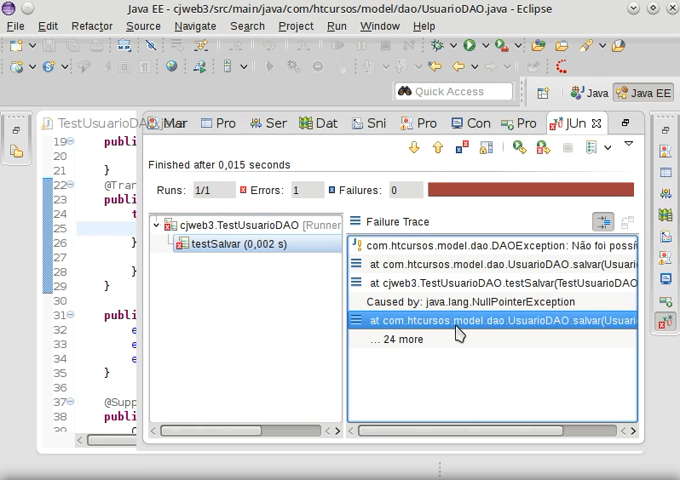 Java EE - cjweb3/src/main/java/com/htcursos/model/dao/UsuarioDAO.java - Eclipse
File Edit Refactor Source Navigate Search Project Run Window Help
Quick Access
Java
Java EE
TestUsuarioDAO.java
Mar Pro Ser Dat Sni Pro Con Pro JUn
Finished after 0,015 seconds
Runs: 1/1 Errors: 1 Failures: 0
cjweb3.TestUsuarioDAO [Runner
testSalvar (0,002 s)
Failure Trace
com.htcursos.model.dao.DAOException: Não foi possí
at com.htcursos.model.dao.UsuarioDAO.salvar(Usuari
at cjweb3.TestUsuarioDAO.testSalvar(TestUsuarioDAO
Caused by: java.lang.NullPointerException
at com.htcursos.model.dao.UsuarioDAO.salvar(Usuari
... 24 more
19 publ
20
21 }
22 @Tran
23 publ
24 t
25
26 }
27
28 }
29 }
30
31 publ
32 e
33 e
34 e
35 }
36
37 @Supp
38 publ